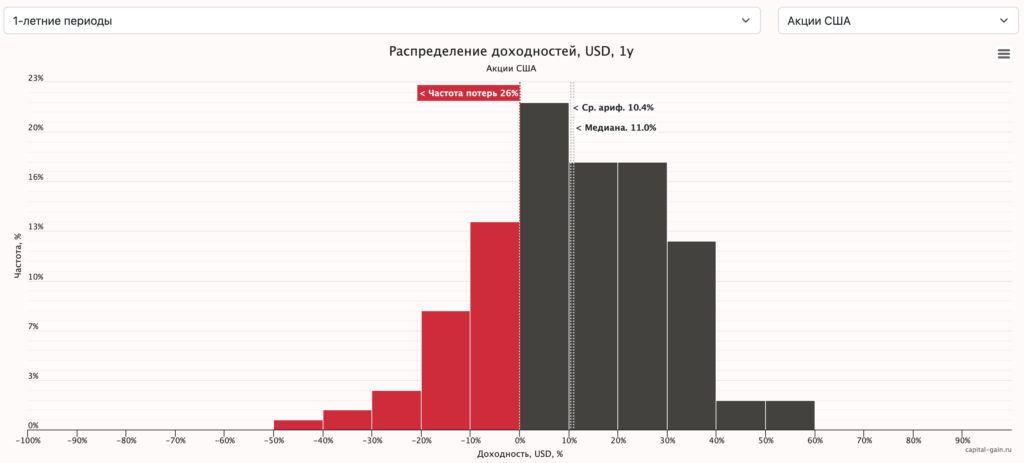 1-летние периоды
Акции США
Распределение доходностей, USD, 1y
Акции США
< Частота потерь 26%
< Ср. ариф. 10.4%
< Медиана. 11.0%
Частота, %
23%
20%
16%
13%
10%
7%
3%
0%
-100% -90% -80% -70% -60% -50% -40% -30% -20% -10% 0% 10% 20% 30% 40% 50% 60% 70% 80% 90%
Доходность, USD, %
capital-gain.ru